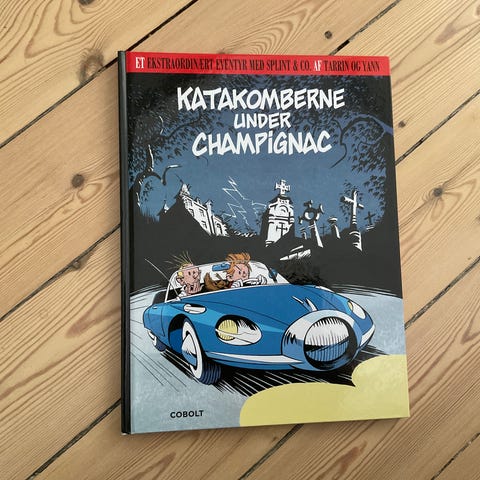 ET EKSTRAORDINÆRT EVENTYR MED SPLINT & CO. AF TARRIN OG YANN
KATAKOMBERNE
UNDER
CHAMPIGNAC
COBOLT